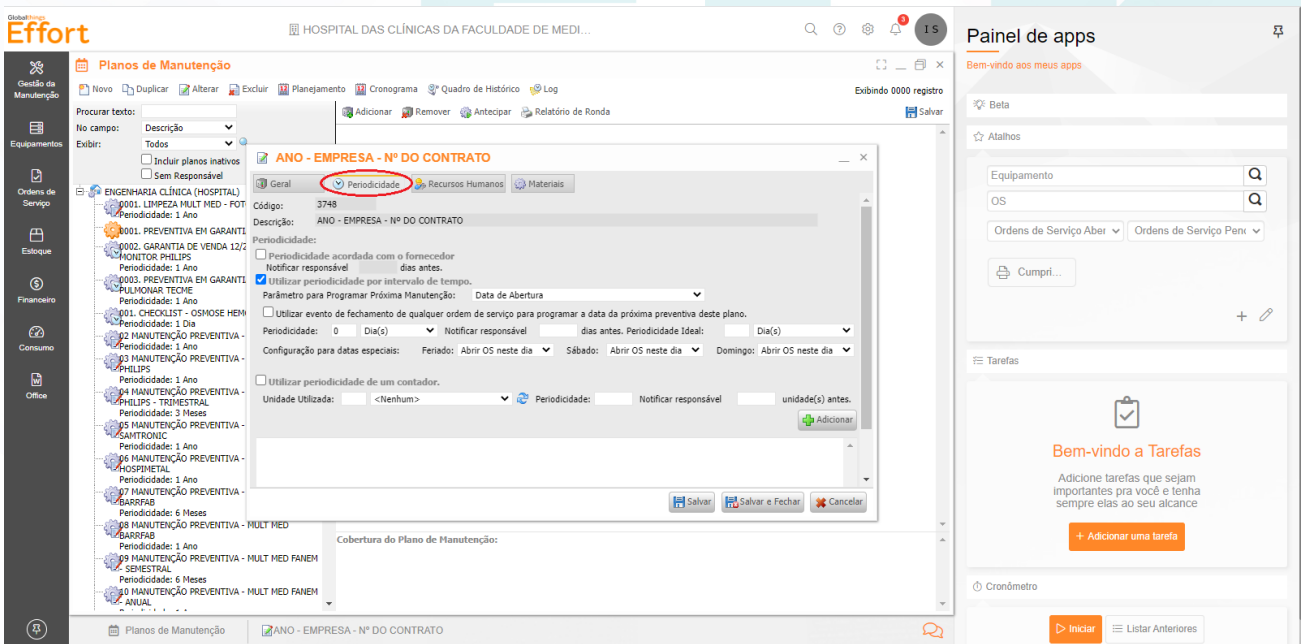 Globalthings
Effort
HOSPITAL DAS CLÍNICAS DA FACULDADE DE MEDI...
3
I S
Gestão da Manutenção
Equipamentos
Ordens de Serviço
Estoque
Financeiro
Consumo
Office
Planos de Manutenção
Novo Duplicar Alterar Excluir Planejamento Cronograma Quadro de Histórico Log
Exibindo 0000 registro
Procurar texto:
No campo: Descrição
Exibir: Todos
Incluir planos inativos
Sem Responsável
Adicionar Remover Antecipar Relatório de Ronda
Salvar
ENGENHARIA CLÍNICA (HOSPITAL)
0001. LIMPEZA MULT MED - FOT
Periodicidade: 1 Ano
0001. PREVENTIVA EM GARANTI
0002. GARANTIA DE VENDA 12/2
MONITOR PHILIPS
Periodicidade: 1 Ano
0003. PREVENTIVA EM GARANTI
PULMONAR TECME
Periodicidade: 1 Ano
001. CHECKLIST - OSMOSE HEM
Periodicidade: 1 Dia
02 MANUTENÇÃO PREVENTIVA -
Periodicidade: 1 Ano
03 MANUTENÇÃO PREVENTIVA -
PHILIPS
Periodicidade: 1 Ano
04 MANUTENÇÃO PREVENTIVA -
PHILIPS - TRIMESTRAL
Periodicidade: 3 Meses
05 MANUTENÇÃO PREVENTIVA -
SAMTRONIC
Periodicidade: 1 Ano
06 MANUTENÇÃO PREVENTIVA -
HOSPIMETAL
Periodicidade: 1 Ano
07 MANUTENÇÃO PREVENTIVA -
BARRFAB
Periodicidade: 6 Meses
08 MANUTENÇÃO PREVENTIVA - MULT MED
BARRFAB
Periodicidade: 1 Ano
09 MANUTENÇÃO PREVENTIVA - MULT MED FANEM
- SEMESTRAL
Periodicidade: 6 Meses
10 MANUTENÇÃO PREVENTIVA - MULT MED FANEM
- ANUAL
ANO - EMPRESA - Nº DO CONTRATO
Geral Periodicidade Recursos Humanos Materiais
Código: 3748
Descrição: ANO - EMPRESA - Nº DO CONTRATO
Periodicidade:
Periodicidade acordada com o fornecedor
Notificar responsável dias antes.
Utilizar periodicidade por intervalo de tempo.
Parâmetro para Programar Próxima Manutenção: Data de Abertura
Utilizar evento de fechamento de qualquer ordem de serviço para programar a data da próxima preventiva deste plano.
Periodicidade: 0 Dia(s) Notificar responsável dias antes. Periodicidade Ideal: Dia(s)
Configuração para datas especiais: Feriado: Abrir OS neste dia Sábado: Abrir OS neste dia Domingo: Abrir OS neste dia
Utilizar periodicidade de um contador.
Unidade Utilizada: <Nenhum> Periodicidade: Notificar responsável unidade(s) antes.
Adicionar
Salvar Salvar e Fechar Cancelar
Cobertura do Plano de Manutenção:
Planos de Manutenção ANO - EMPRESA - Nº DO CONTRATO
Painel de apps
Bem-vindo aos meus apps
Beta
Atalhos
Equipamento
OS
Ordens de Serviço Aber Ordens de Serviço Pend
Cumpri...
Tarefas
Bem-vindo a Tarefas
Adicione tarefas que sejam
importantes pra você e tenha
sempre elas ao seu alcance
+ Adicionar uma tarefa
Cronômetro
Iniciar Listar Anteriores